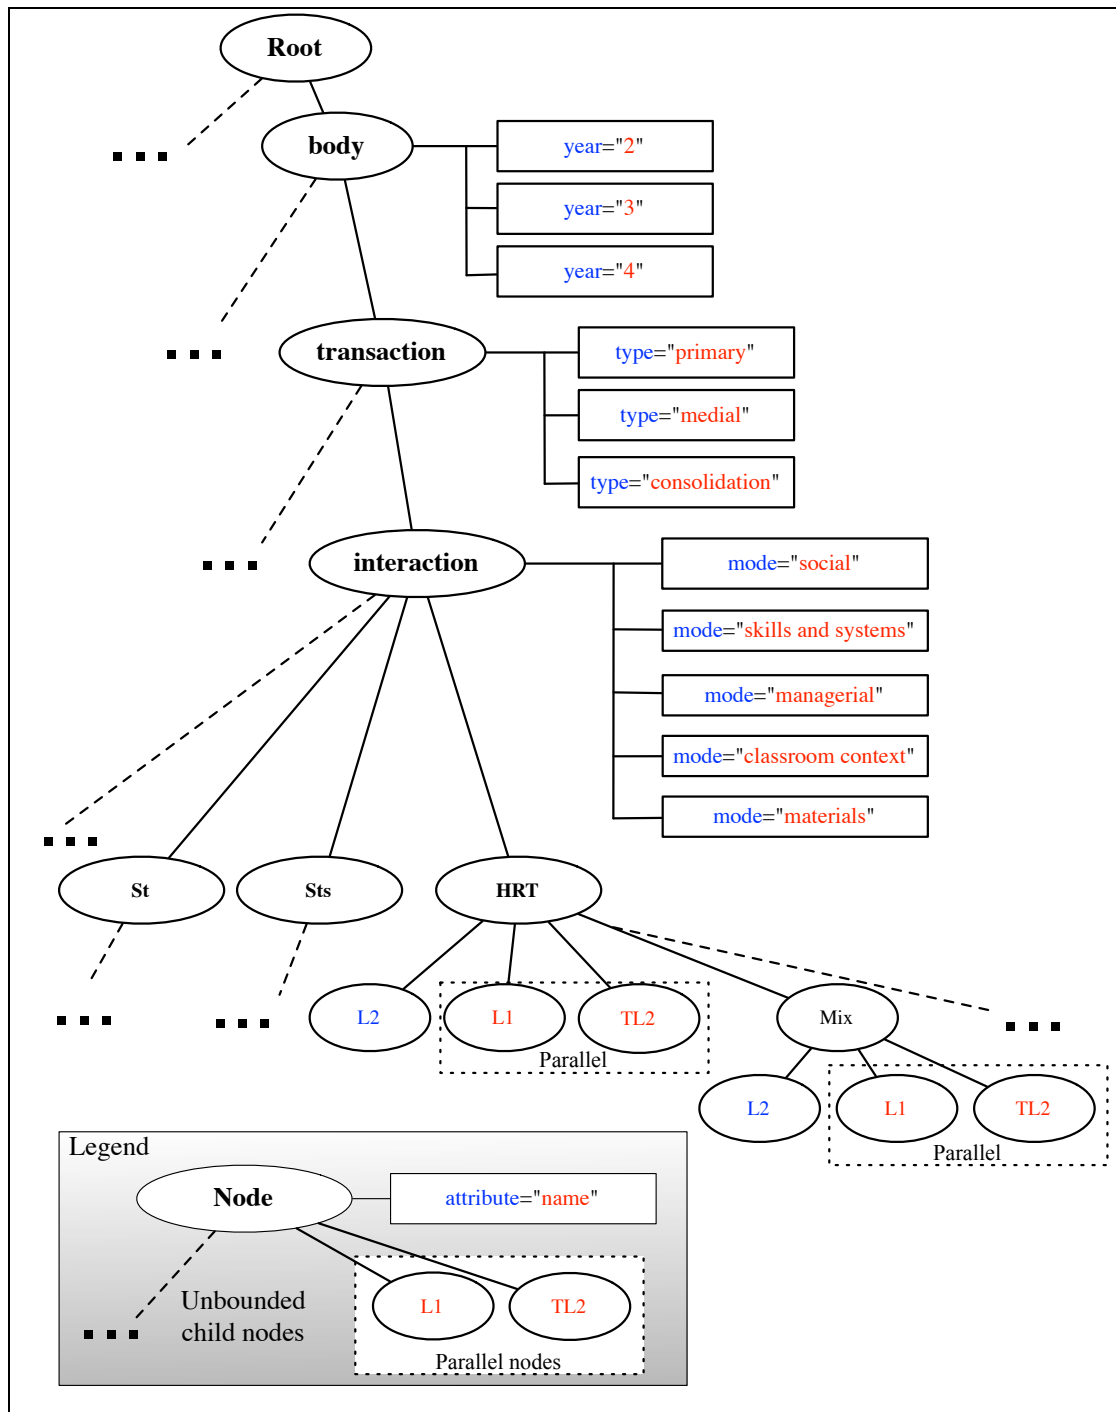 Root
body
year="2"
year="3"
year="4"
transaction
type="primary"
type="medial"
type="consolidation"
interaction
mode="social"
mode="skills and systems"
mode="managerial"
mode="classroom context"
mode="materials"
St
Sts
HRT
L2
L1
TL2
Parallel
Mix
L2
L1
TL2
Parallel
Legend
Node
attribute="name"
Unbounded
child nodes
L1
TL2
Parallel nodes